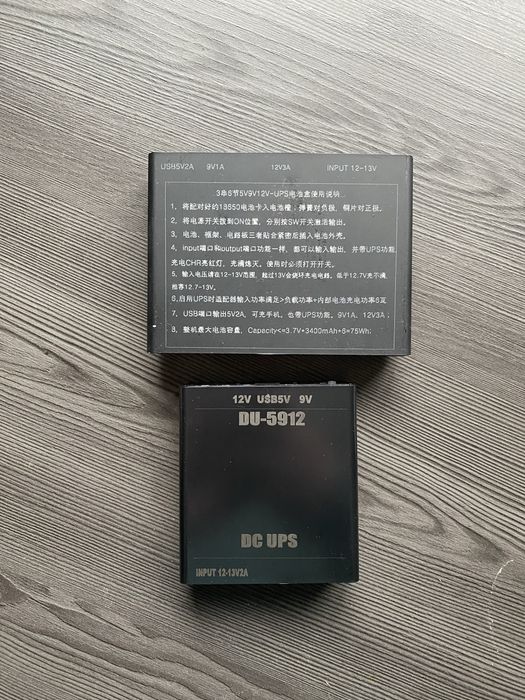 USB5V2A 9V1A 12V3A INPUT 12-13V
3串6节5V9V12V-UPS电池盒使用说明
1、将配对好的18650电池卡入电池槽，弹簧对负极，铜片对正极。
2、将电源开关拨到ON位置，分别按SW开关激活输出。
3、电池、框架、电路板三者贴合紧密后插入电池外壳。
4、input端口和output端口功能一样，都可以输入输出，并带UPS功能，
充电CHR亮红灯，充满熄灭。使用时必须打开开关。
5、输入电压请在12-13V范围，超过13V会烧坏充电电路，低于12.7V充不满，
推荐12.7-13V。
6、启用UPS时适配器输入功率满足>负载功率+内部电池充电功率6瓦
7、USB端口输出5V2A，可充手机，也带UPS功能。9V1A、12V3A；
8、整机最大电池容量，Capacity<=3.7V*3400mAh*6=75Wh;
12V USB5V 9V
DU-5912
DC UPS
INPUT 12-13V2A